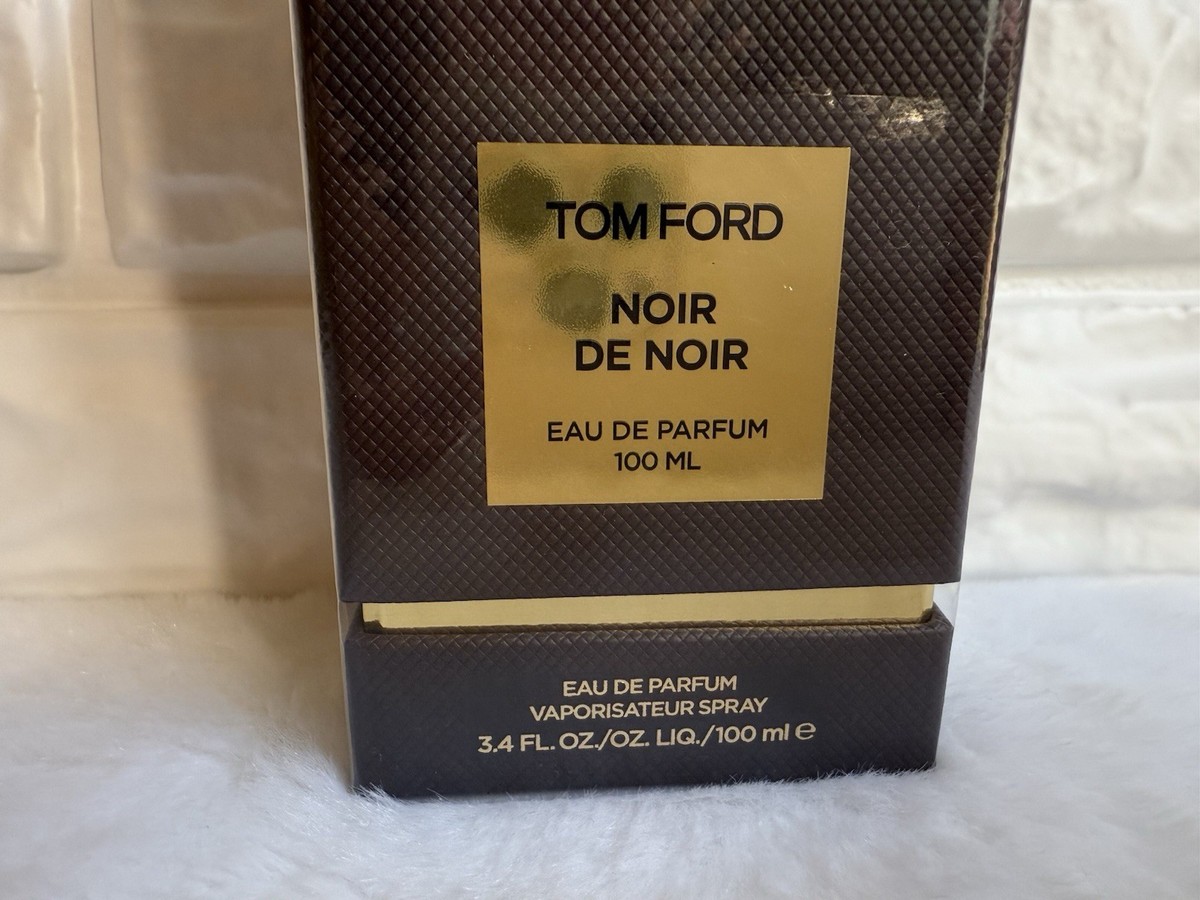 TOM FORD
NOIR
DE NOIR
EAU DE PARFUM
100 ML
EAU DE PARFUM
VAPORISATEUR SPRAY
3.4 FL. OZ./OZ. LIQ./100 ml ℮